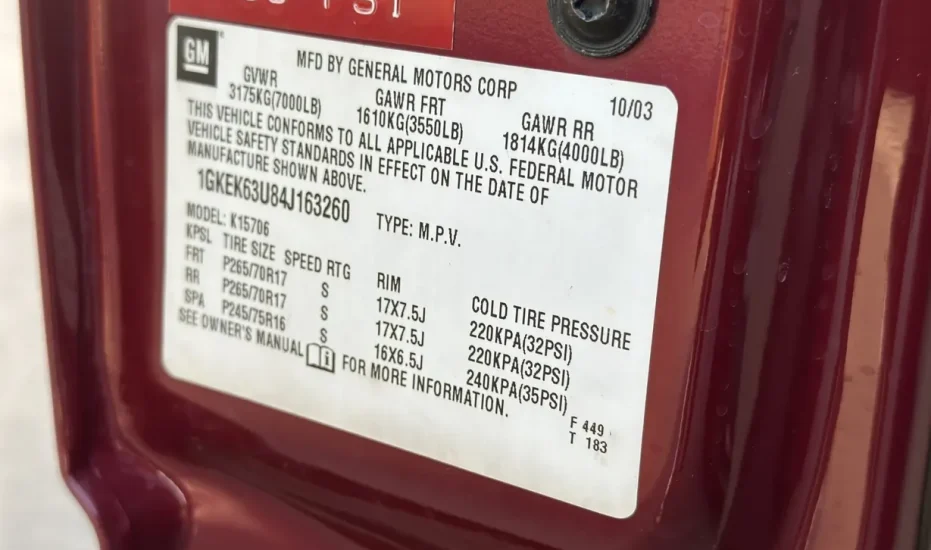 GM
MFD BY GENERAL MOTORS CORP 10/03
GVWR GAWR FRT GAWR RR
3175KG(7000LB) 1610KG(3550LB) 1814KG(4000LB)
THIS VEHICLE CONFORMS TO ALL APPLICABLE U.S. FEDERAL MOTOR
VEHICLE SAFETY STANDARDS IN EFFECT ON THE DATE OF
MANUFACTURE SHOWN ABOVE.
1GKEK63U84J163260 TYPE: M.P.V.
MODEL: K15706
KPSL TIRE SIZE SPEED RTG RIM COLD TIRE PRESSURE
FRT P265/70R17 S 17X7.5J 220KPA(32PSI)
RR P265/70R17 S 17X7.5J 220KPA(32PSI)
SPA P245/75R16 S 16X6.5J 240KPA(35PSI)
SEE OWNER'S MANUAL FOR MORE INFORMATION.
F 449
T 183